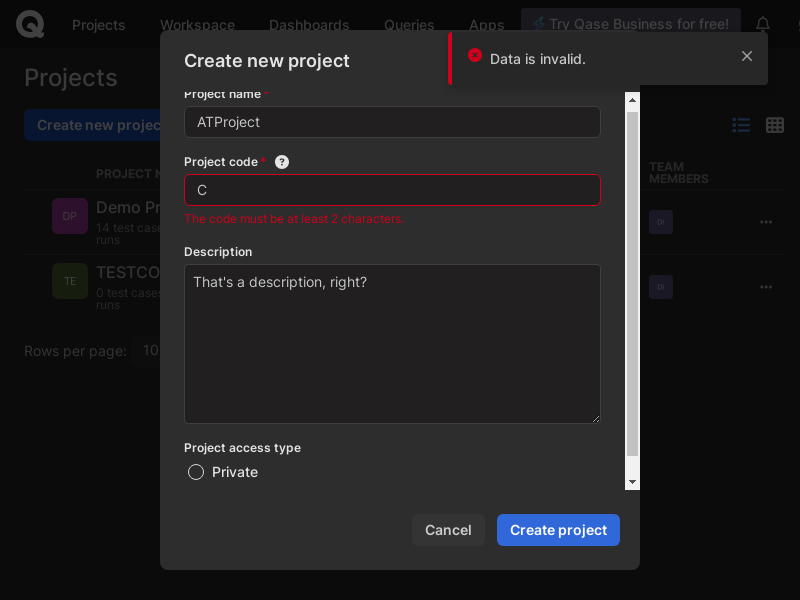 Projects
Workspace
Dashboards
Queries
Apps
⚡Try Qase Business for free!
Data is invalid.
Projects
Create new project
Create new projec
Project name *
ATProject
Project code * ?
C
The code must be at least 2 characters.
Description
That's a description, right?
Project access type
Private
Cancel
Create project
PROJECT N
TEAM
MEMBERS
DP
Demo Pr
14 test case
runs
DI
TE
TESTCO
0 test cases
runs
DI
Rows per page:
10